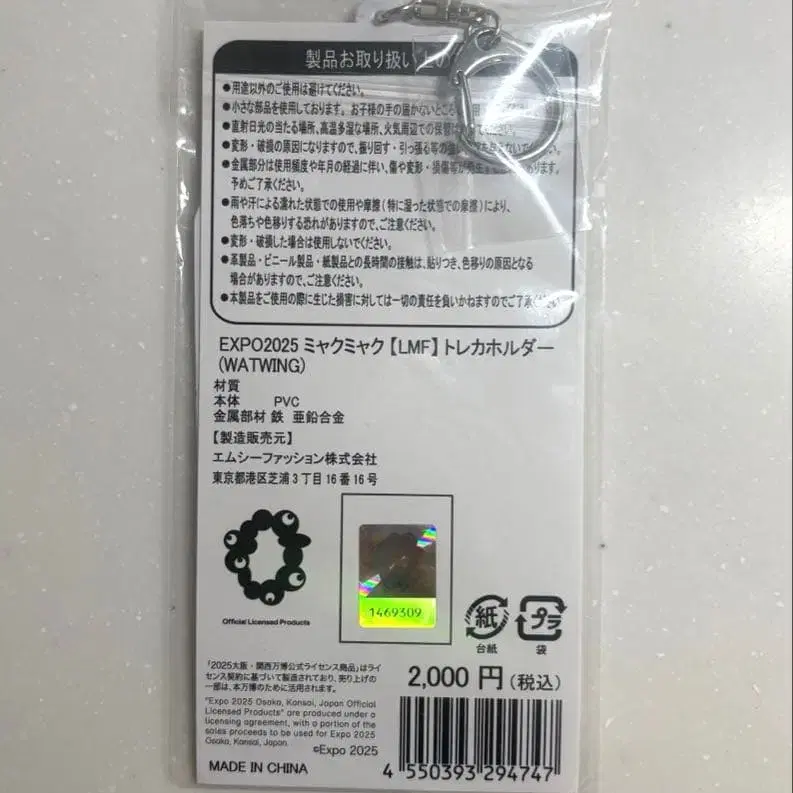 製品お取り扱い上の
●用途以外のご使用は避けてください。
●小さな部品を使用しております。お子様の手の届かないところ
●直射日光の当たる場所、高温多湿な場所、火気周辺での保管は
●変形・破損の原因になりますので、振り回す・引っ張る等の
●金属部分は使用頻度や年月の経過に伴い、傷や変形・損傷等が発生 あります。
予めご了承ください。
●雨や汗による濡れた状態での使用や摩擦(特に湿った状態での摩擦)により、
色落ちや色移りする恐れがありますので、ご注意ください。
●変形・破損した場合は使用しないでください。
●革製品・ビニール製品・紙製品との長時間の接触は、貼りつき、色移りの原因となる
場合がありますので、ご注意ください。
●本製品をご使用の際に生じた損害に対しては一切の責任を負いかねますのでご了承ください。
EXPO2025 ミャクミャク【LMF】トレカホルダー
(WATWING)
材質
本体 PVC
金属部材 鉄 亜鉛合金
【製造販売元】
エムシーファッション株式会社
東京都港区芝浦3丁目16番16号
Official Licensed Products
1469309
紙
台紙
プラ
袋
「2025大阪・関西万博公式ライセンス商品」はライ
センス契約に基づいて製造されており、売り上げの
一部は、本万博のために活用されます。
"Expo 2025 Osaka, Kansai, Japan Official
Licensed Products" are produced under a
licensing agreement, with a portion of the
sales proceeds to be used for Expo 2025
Osaka, Kansai, Japan.
©Expo 2025
MADE IN CHINA
2,000 円(税込)
4 550393 294747